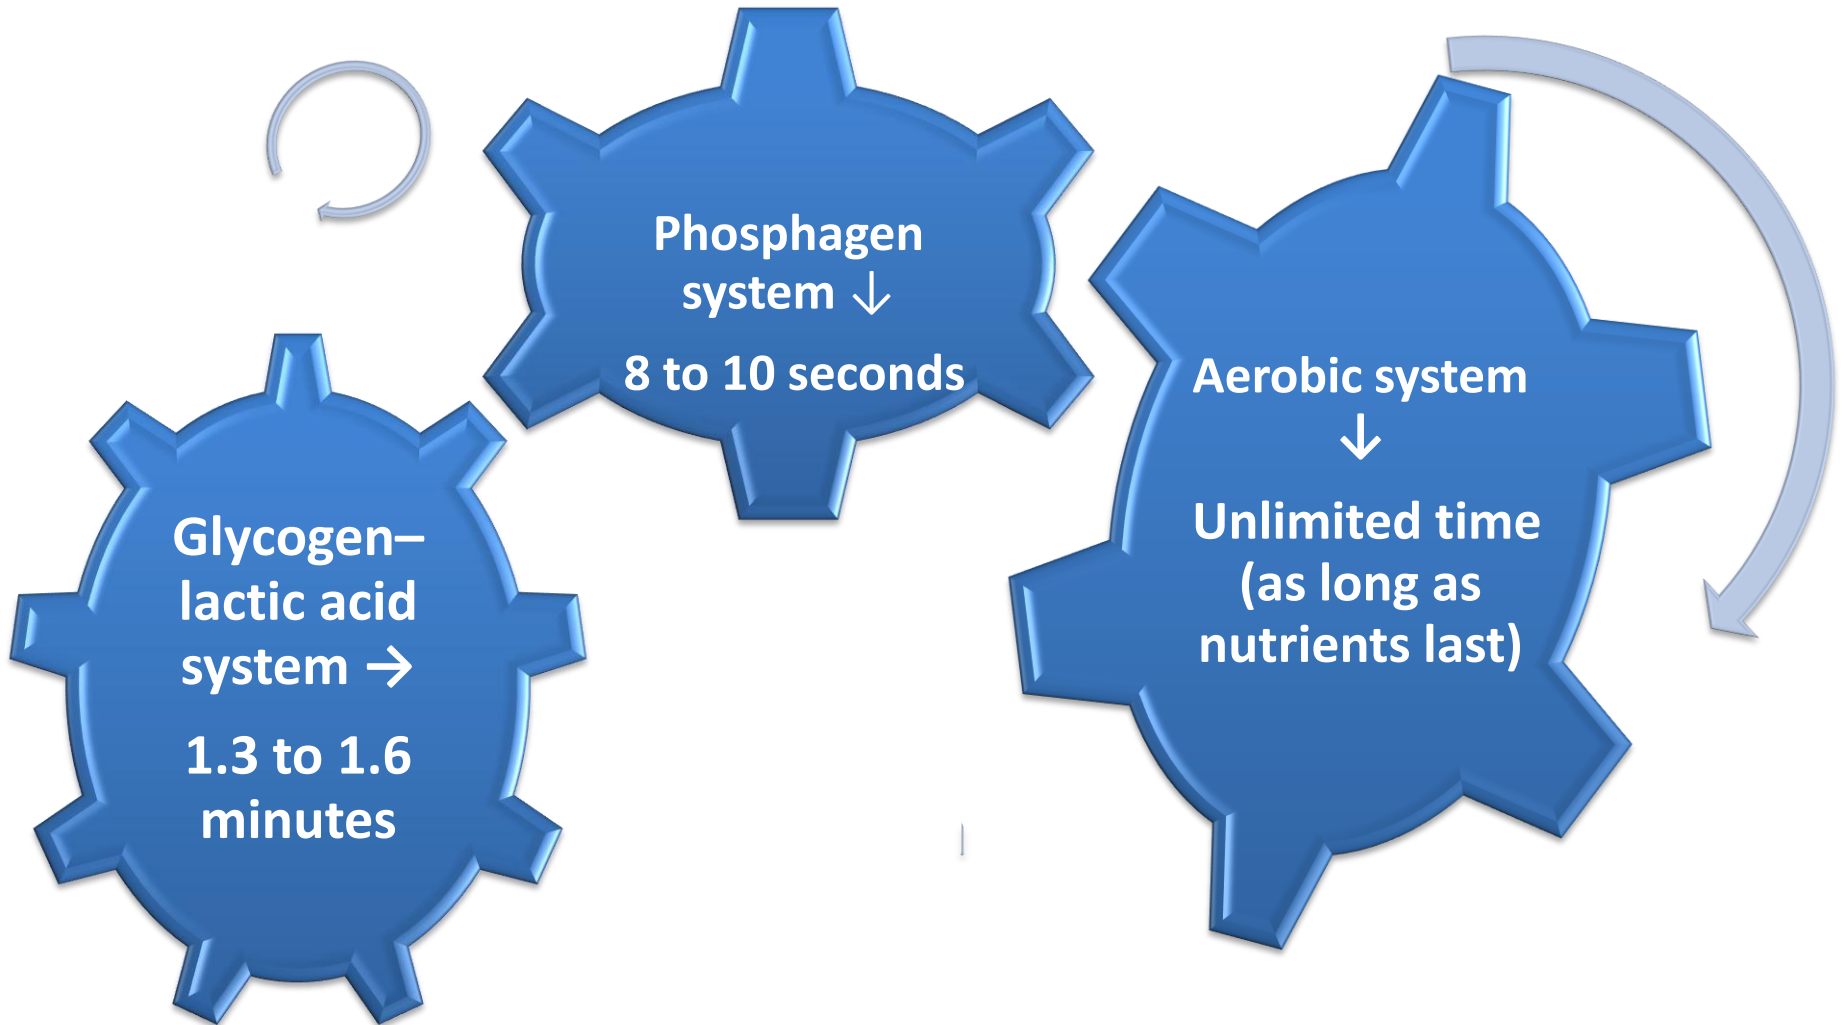 Phosphagen
system ↓
8 to 10 seconds
Aerobic system
↓
Unlimited time
(as long as
nutrients last)
Glycogen–
lactic acid
system →
1.3 to 1.6
minutes